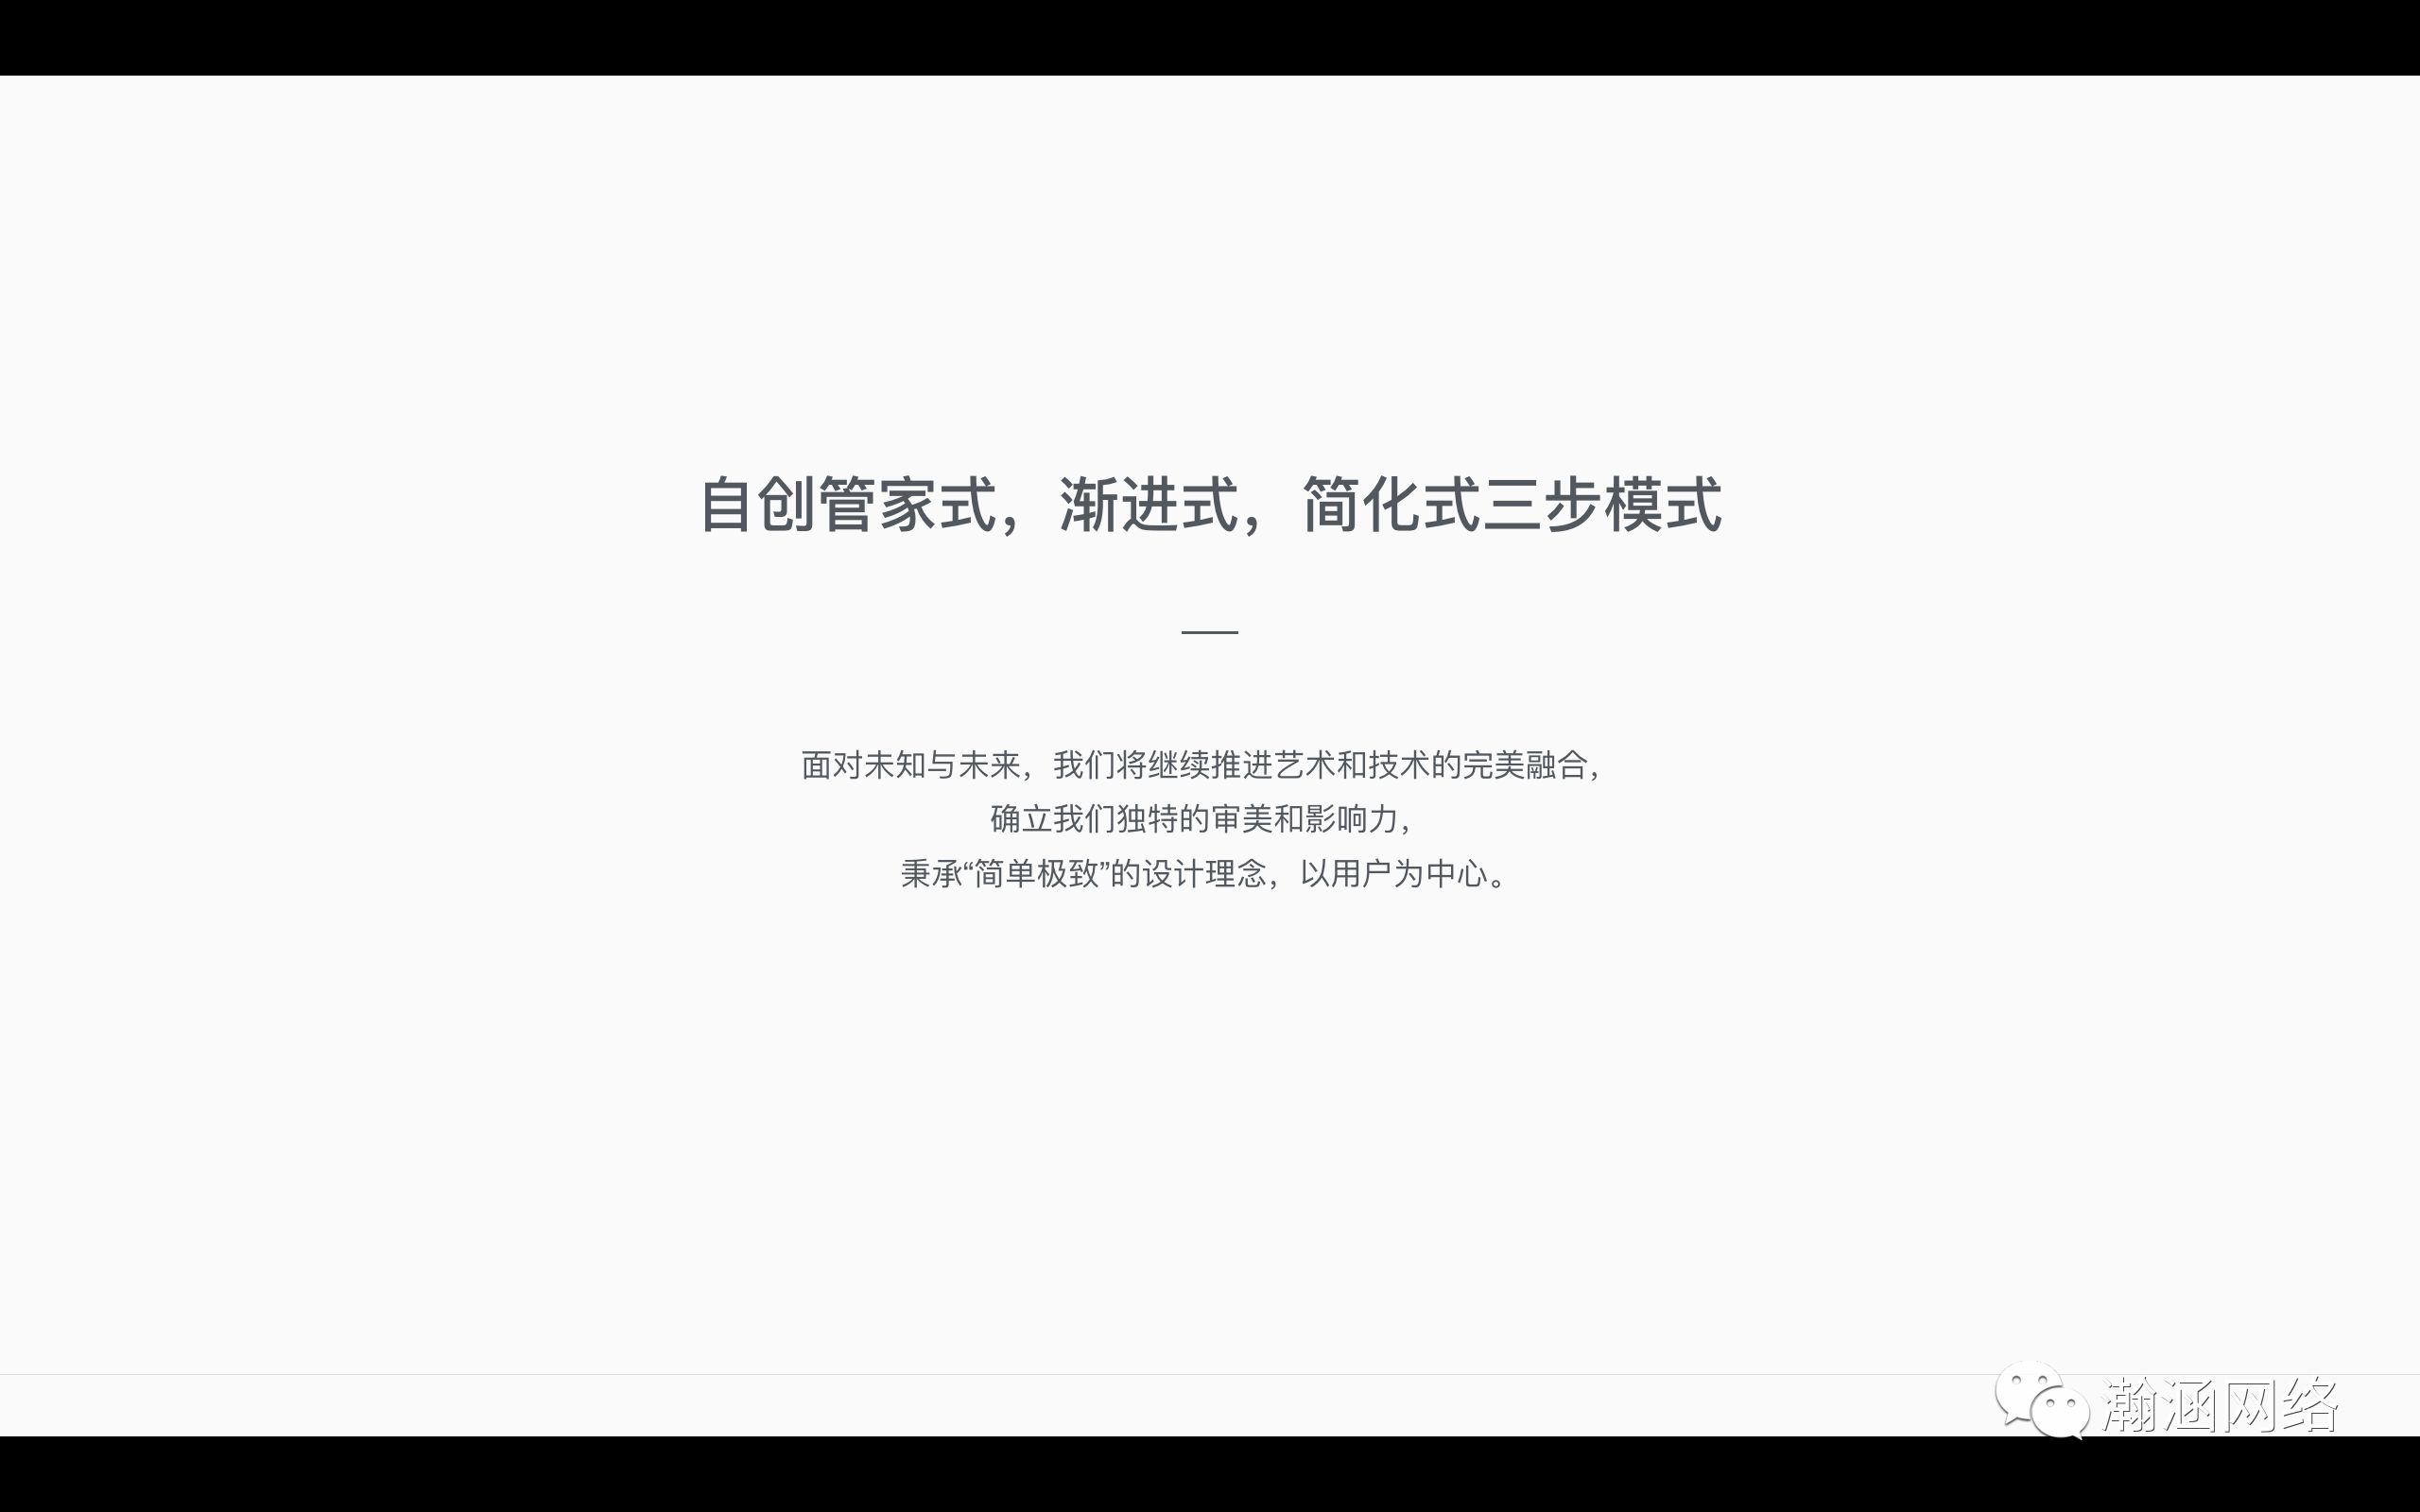 自创管家式，渐进式，简化式三步模式
面对未知与未来，我们将继续推进艺术和技术的完美融合，
确立我们独特的审美和影响力，
秉承“简单极致”的设计理念，以用户为中心。
瀚涵网络